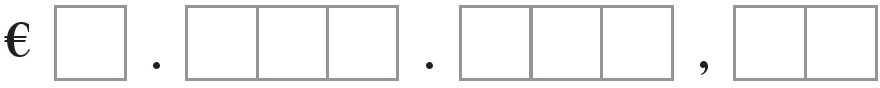 € . . ,